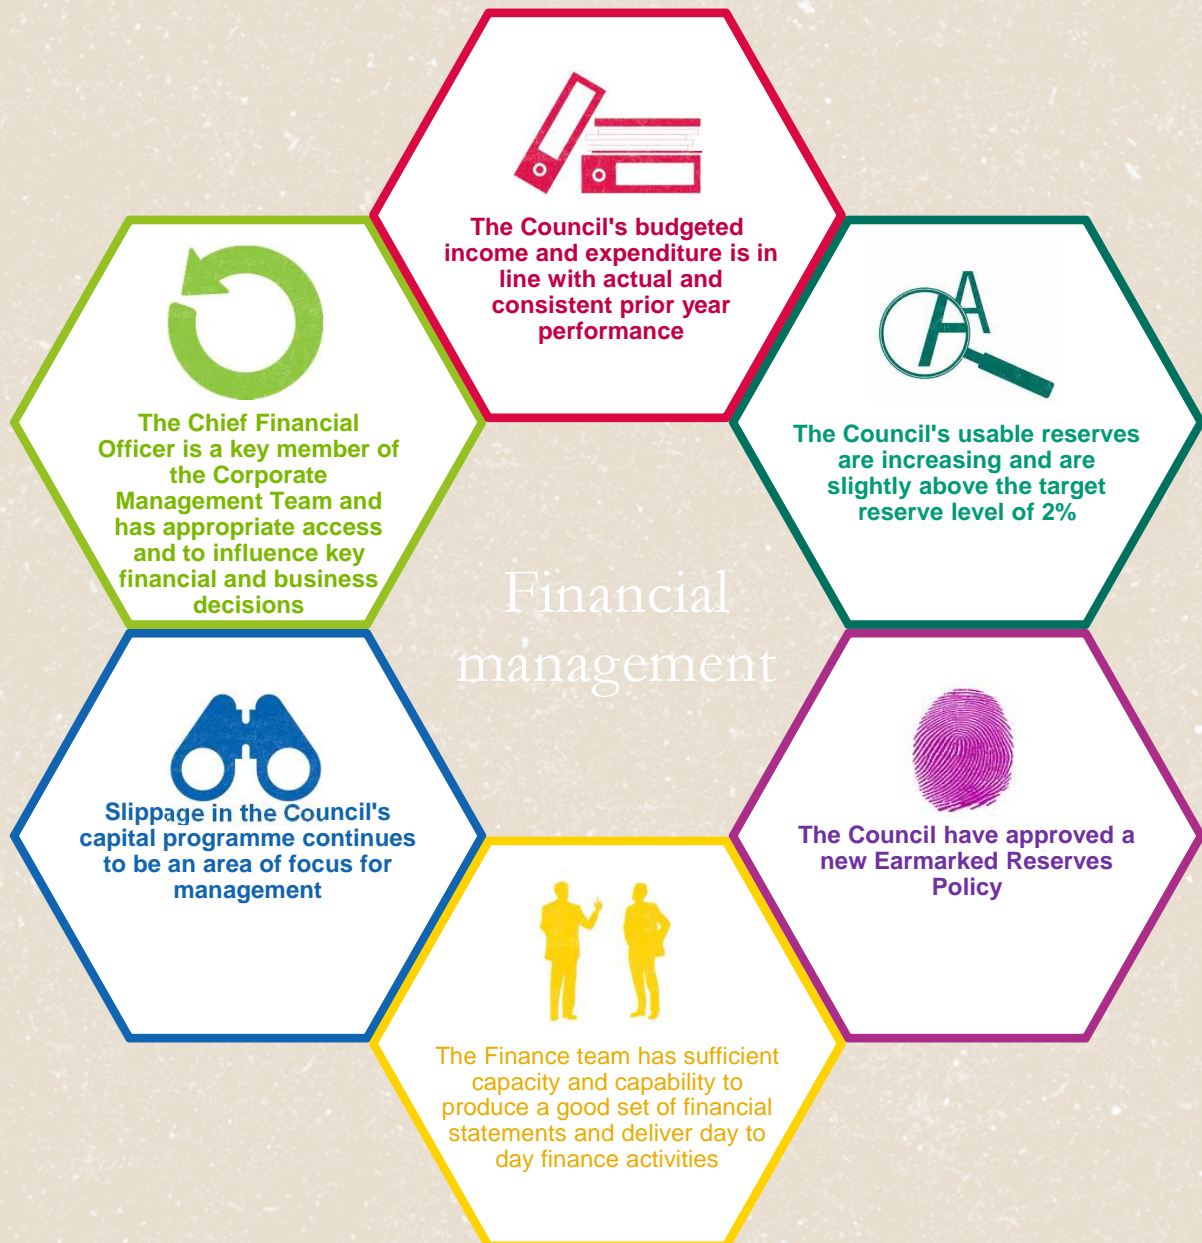 The Council's budgeted
income and expenditure is in
line with actual and
consistent prior year
performance
The Council's usable reserves
are increasing and are
slightly above the target
reserve level of 2%
The Council have approved a
new Earmarked Reserves
Policy
The Finance team has sufficient
capacity and capability to
produce a good set of financial
statements and deliver day to
day finance activities
Slippage in the Council's
capital programme continues
to be an area of focus for
management
The Chief Financial
Officer is a key member of
the Corporate
Management Team and
has appropriate access
and to influence key
financial and business
decisions
Financial
management